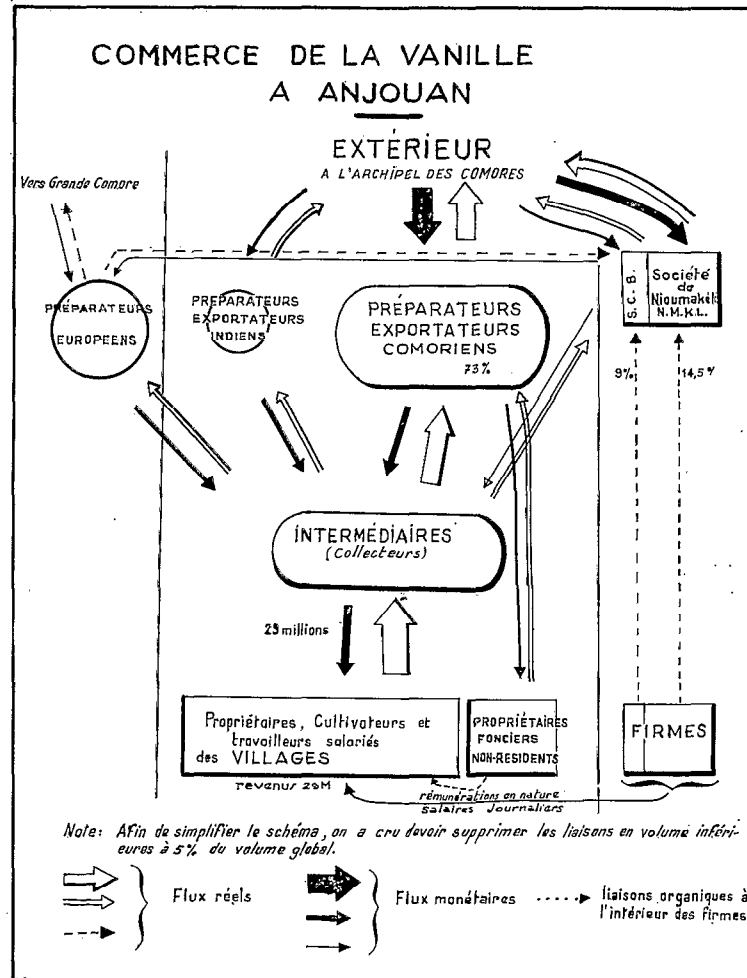 COMMERCE DE LA VANILLE
A ANJOUAN
EXTÉRIEUR
A L'ARCHIPEL DES COMORES
Vers Grande Comore
PRÉPARATEURS
EUROPEENS
PRÉPARATEURS
EXPORTATEURS
INDIENS
PRÉPARATEURS
EXPORTATEURS
COMORIENS
73%
S.C.B.
Société
de
Nioumakélé
N.M.K.L.
9%
14,5%
INTERMÉDIAIRES
(Collecteurs)
29 millions
Propriétaires, Cultivateurs et
travailleurs salariés
des VILLAGES
revenus 29M
PROPRIÉTAIRES
FONCIERS
NON-RESIDENTS
FIRMES
rémunérations en nature
Salaires Journaliers
Note: Afin de simplifier le schéma, on a cru devoir supprimer les liaisons en volume infèri-
eures à 5% du volume global.
Flux réels
Flux monétaires
liaisons organiques à
l'intérieur des firmes